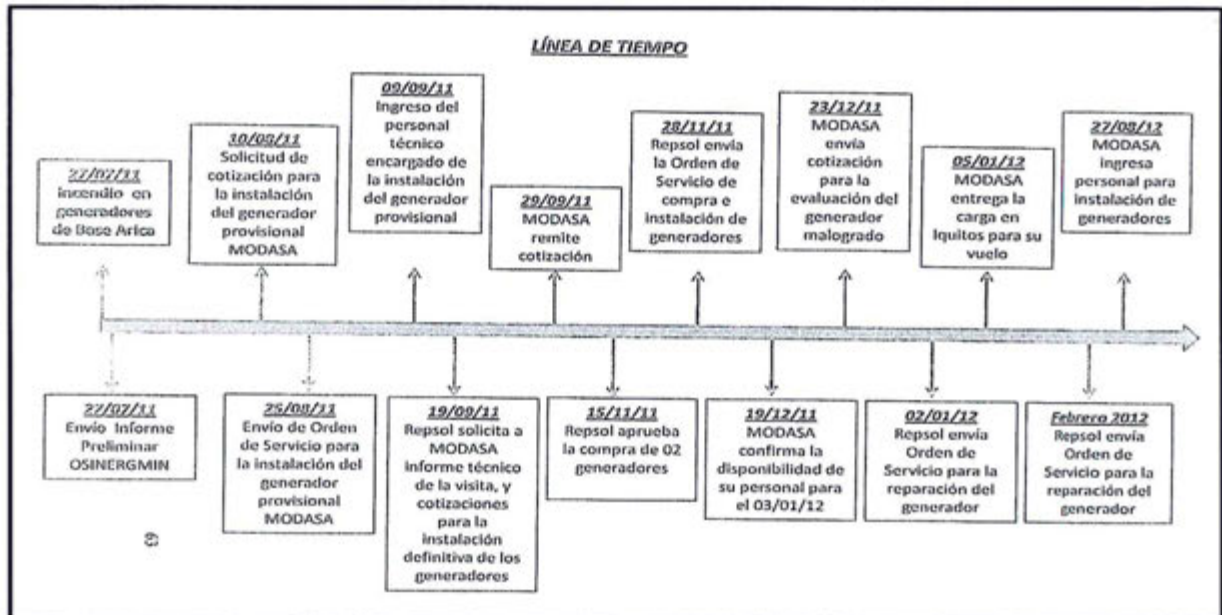 LÍNEA DE TIEMPO
27/07/11
Incendio en
generadores
de Base Arica
10/08/11
Solicitud de
cotización para
la instalación
del generador
provisional
MODASA
09/09/11
Ingreso del
personal
técnico
encargado de
la instalación
del generador
provisional
29/09/11
MODASA
remite
cotización
28/11/11
Repsol envía
la Orden de
Servicio de
compra e
instalación de
generadores
23/12/11
MODASA
envía
cotización
para la
evaluación del
generador
malogrado
05/01/12
MODASA
entrega la
carga en
Iquitos para su
vuelo
27/08/12
MODASA
ingresa
personal para
instalación de
generadores
27/07/11
Envío Informe
Preliminar
OSINERGMIN
25/08/11
Envío de Orden
de Servicio para
la instalación del
generador
provisional
MODASA
19/09/11
Repsol solicita a
MODASA
informe técnico
de la visita, y
cotizaciones
para la
instalación
definitiva de los
generadores
15/11/11
Repsol aprueba
la compra de 02
generadores
19/12/11
MODASA
confirma la
disponibilidad de
su personal para
el 03/01/12
02/01/12
Repsol envía
Orden de
Servicio para la
reparación del
generador
Febrero 2012
Repsol envía
Orden de
Servicio para la
reparación del
generador